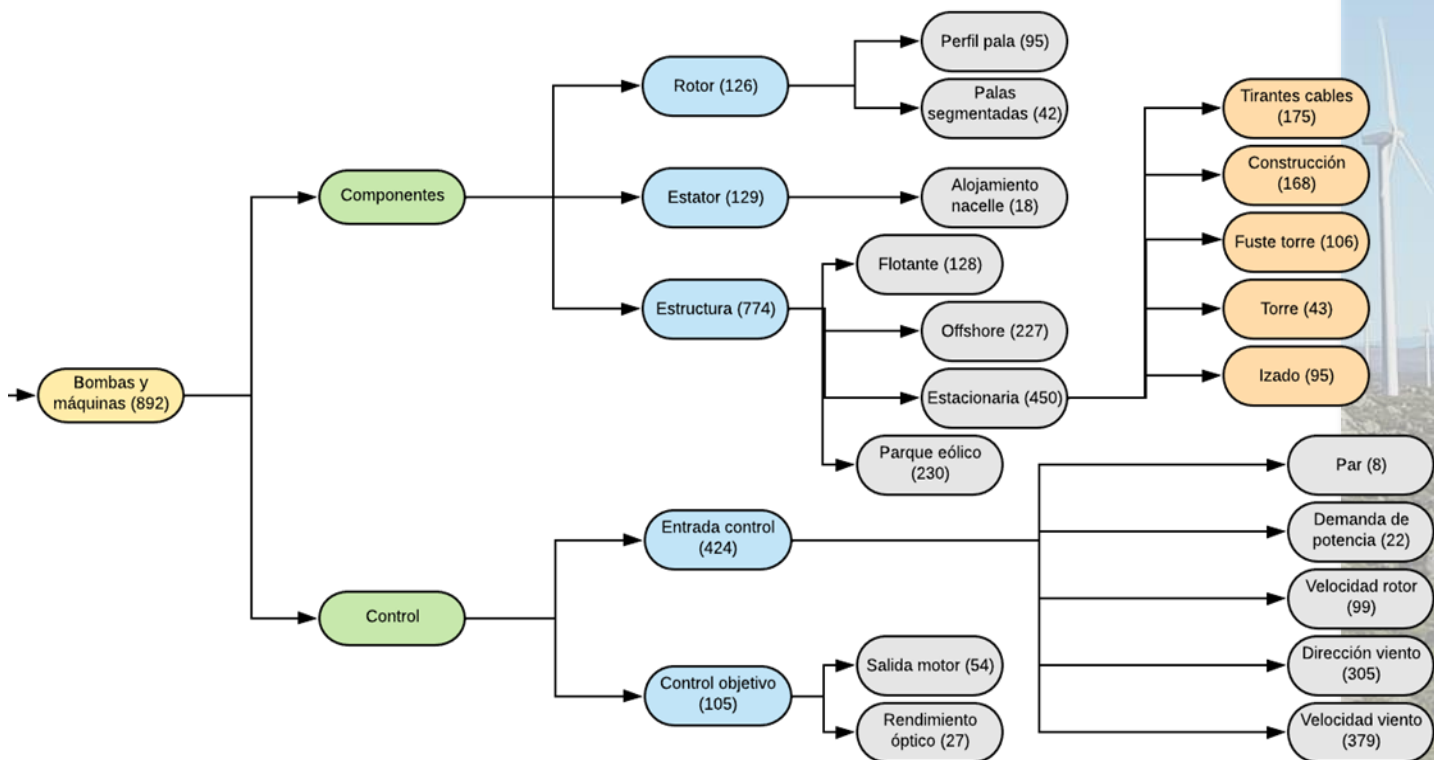 Bombas y
máquinas (892)
Componentes
Rotor (126)
Perfil pala (95)
Palas
segmentadas (42)
Estator (129)
Alojamiento
nacelle (18)
Estructura (774)
Flotante (128)
Offshore (227)
Estacionaria (450)
Parque eólico
(230)
Tirantes cables
(175)
Construcción
(168)
Fuste torre (106)
Torre (43)
Izado (95)
Control
Entrada control
(424)
Par (8)
Demanda de
potencia (22)
Velocidad rotor
(99)
Dirección viento
(305)
Velocidad viento
(379)
Control objetivo
(105)
Salida motor (54)
Rendimiento
óptico (27)